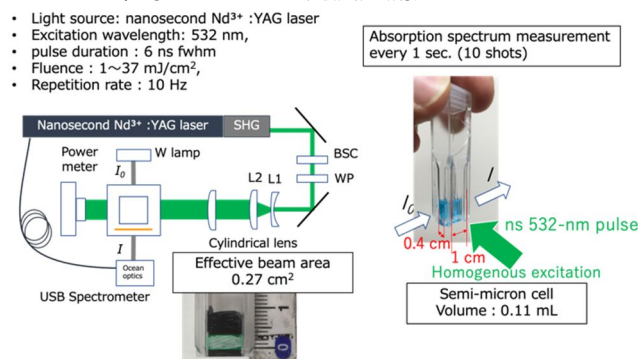 • Light source: nanosecond Nd³⁺ :YAG laser
• Excitation wavelength: 532 nm,
• pulse duration : 6 ns fwhm
• Fluence : 1～37 mJ/cm²,
• Repetition rate : 10 Hz
Absorption spectrum measurement
every 1 sec. (10 shots)
Nanosecond Nd³⁺ :YAG laser
SHG
Power
meter
W lamp
I₀
BSC
WP
L2 L1
I
Ocean
optics
USB Spectrometer
Cylindrical lens
Effective beam area
0.27 cm²
1
0
I₀
I
0.4 cm
1 cm
ns 532-nm pulse
Homogenous excitation
Semi-micron cell
Volume : 0.11 mL